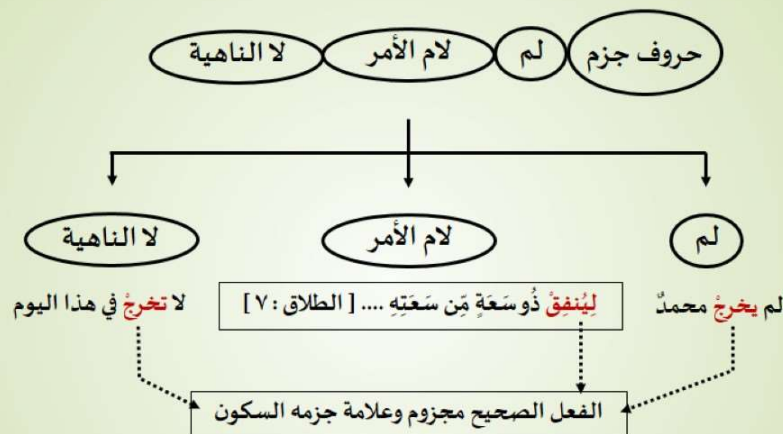 حروف جزم لم لام الأمر لا الناهية
لم لام الأمر لا الناهية
لم يخرجْ محمدٌ لِيُنفِقْ ذُو سَعَةٍ مِّن سَعَتِهِ .... [ الطلاق : ٧ ] لا تخرجْ في هذا اليوم
الفعل الصحيح مجزوم وعلامة جزمه السكون